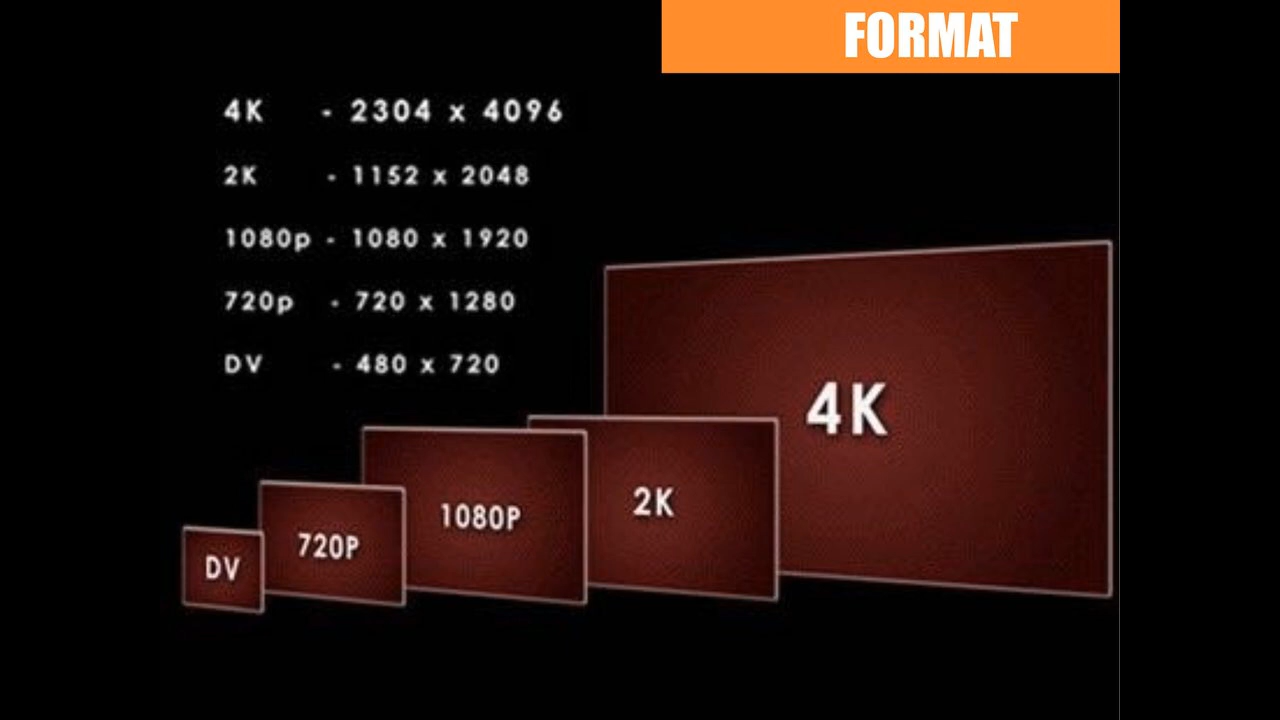 FORMAT
4K - 2304 x 4096
2K - 1152 x 2048
1080p - 1080 x 1920
720p - 720 x 1280
DV - 480 x 720
4K
2K
1080P
720P
DV